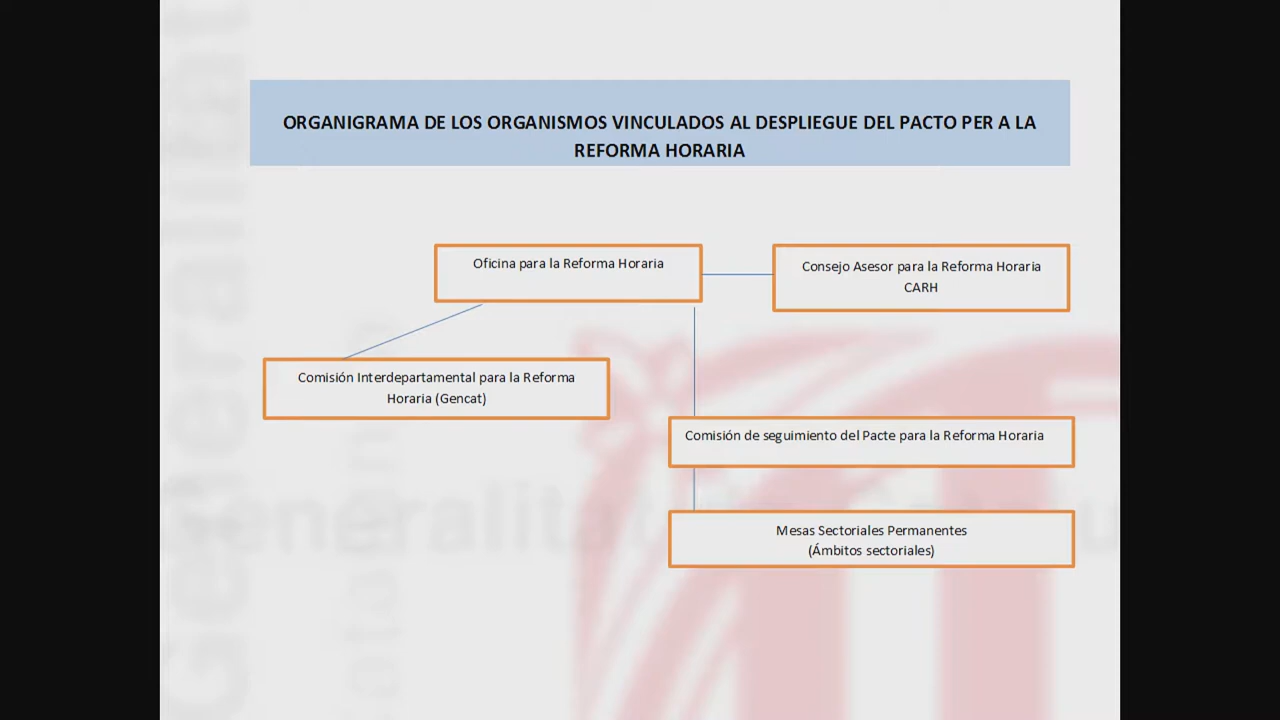 ORGANIGRAMA DE LOS ORGANISMOS VINCULADOS AL DESPLIEGUE DEL PACTO PER A LA
REFORMA HORARIA
Oficina para la Reforma Horaria
Consejo Asesor para la Reforma Horaria
CARH
Comisión Interdepartamental para la Reforma
Horaria (Gencat)
Comisión de seguimiento del Pacte para la Reforma Horaria
Mesas Sectoriales Permanentes
(Ámbitos sectoriales)